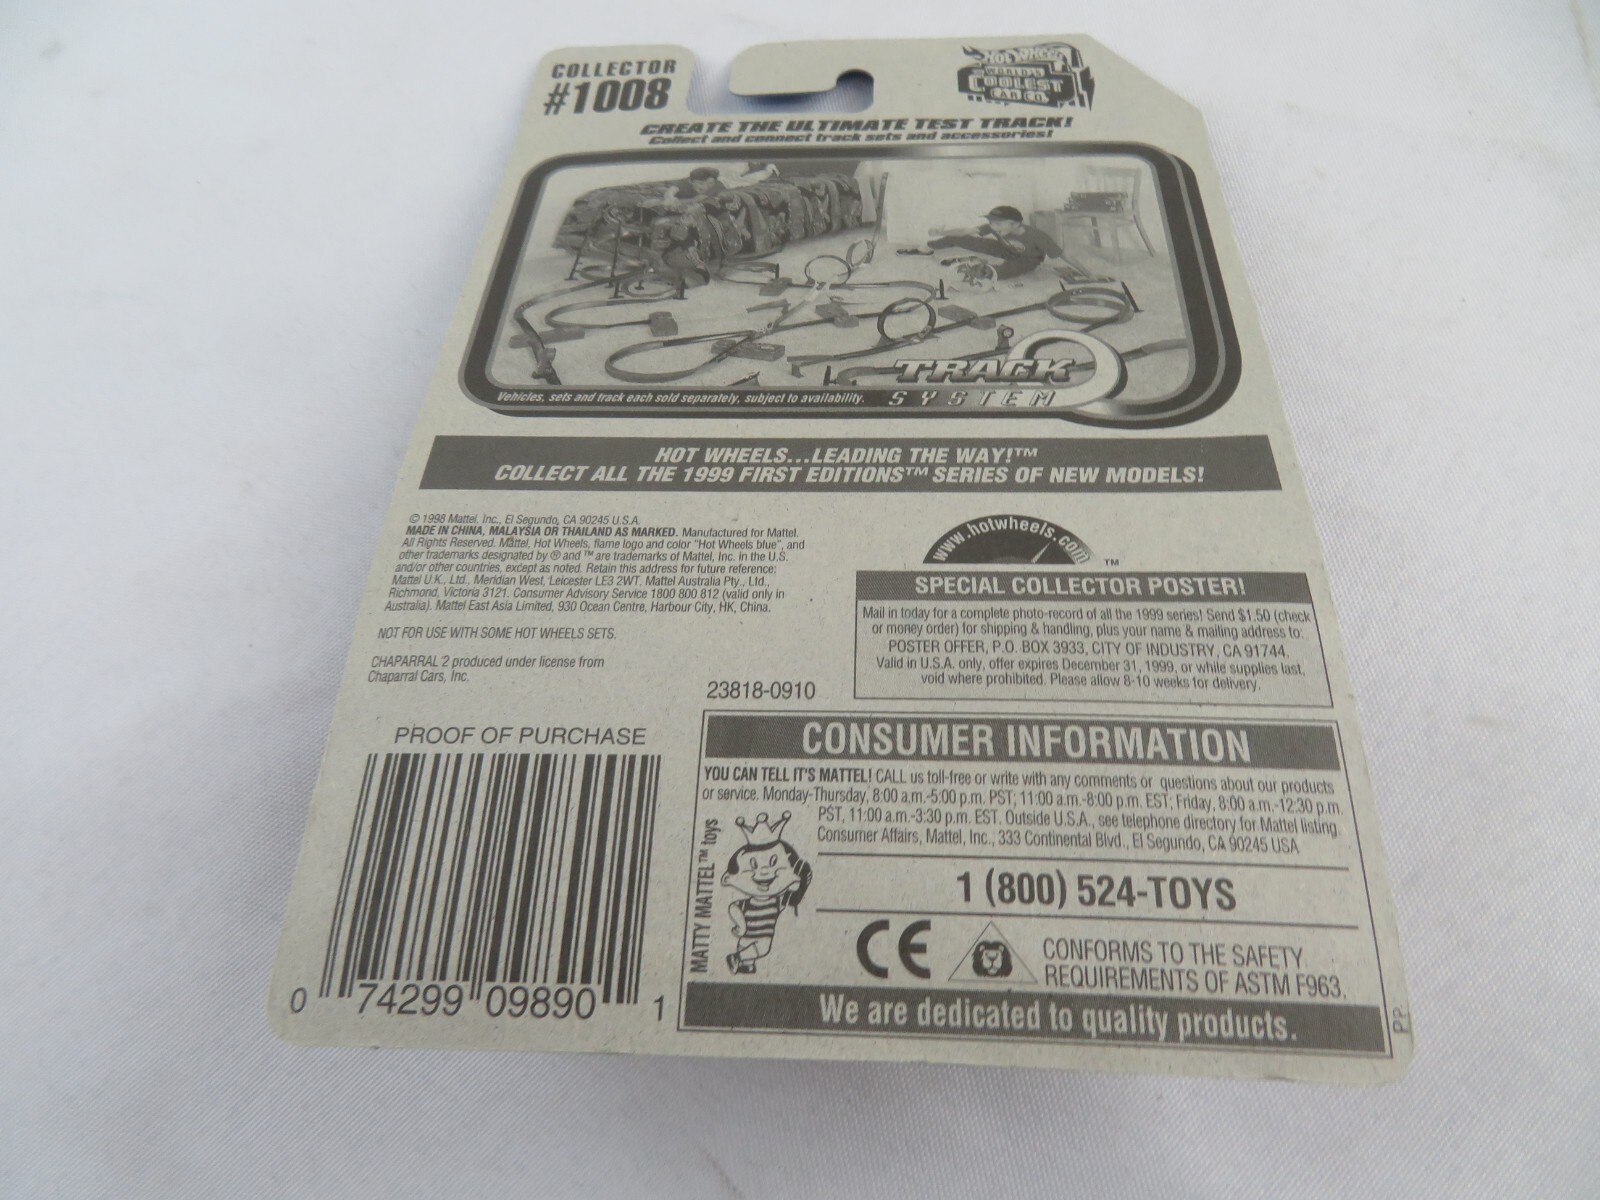 COLLECTOR
#1008
HOT WHEELS
WORLD'S
COOLEST
CAR CO.
CREATE THE ULTIMATE TEST TRACK!
Collect and connect track sets and accessories!
Vehicles, sets and track each sold separately, subject to availability.
TRACK
SYSTEM
HOT WHEELS...LEADING THE WAY!™
COLLECT ALL THE 1999 FIRST EDITIONS™ SERIES OF NEW MODELS!
© 1998 Mattel, Inc., El Segundo, CA 90245 U.S.A.
MADE IN CHINA, MALAYSIA OR THAILAND AS MARKED. Manufactured for Mattel.
All Rights Reserved. Mattel, Hot Wheels, flame logo and color "Hot Wheels blue", and
other trademarks designated by ® and ™ are trademarks of Mattel, Inc. in the U.S.
and/or other countries, except as noted. Retain this address for future reference:
Mattel U.K., Ltd., Meridian West, Leicester LE3 2WT. Mattel Australia Pty., Ltd.,
Richmond, Victoria 3121. Consumer Advisory Service 1800 800 812 (valid only in
Australia). Mattel East Asia Limited, 930 Ocean Centre, Harbour City, HK, China.
NOT FOR USE WITH SOME HOT WHEELS SETS.
CHAPARRAL 2 produced under license from
Chaparral Cars, Inc.
23818-0910
www.hotwheels.com
™
SPECIAL COLLECTOR POSTER!
Mail in today for a complete photo-record of all the 1999 series! Send $1.50 (check
or money order) for shipping & handling, plus your name & mailing address to:
POSTER OFFER, P.O. BOX 3933, CITY OF INDUSTRY, CA 91744.
Valid in U.S.A. only, offer expires December 31, 1999, or while supplies last,
void where prohibited. Please allow 8-10 weeks for delivery.
PROOF OF PURCHASE
0 74299 09890 1
CONSUMER INFORMATION
YOU CAN TELL IT'S MATTEL! CALL us toll-free or write with any comments or questions about our products
or service. Monday-Thursday, 8:00 a.m.-5:00 p.m. PST; 11:00 a.m.-8:00 p.m. EST; Friday, 8:00 a.m.-12:30 p.m.
PST, 11:00 a.m.-3:30 p.m. EST. Outside U.S.A., see telephone directory for Mattel listing.
Consumer Affairs, Mattel, Inc., 333 Continental Blvd., El Segundo, CA 90245 USA
MATTY MATTEL™ toys
1 (800) 524-TOYS
CE
CONFORMS TO THE SAFETY
REQUIREMENTS OF ASTM F963.
We are dedicated to quality products.
PP